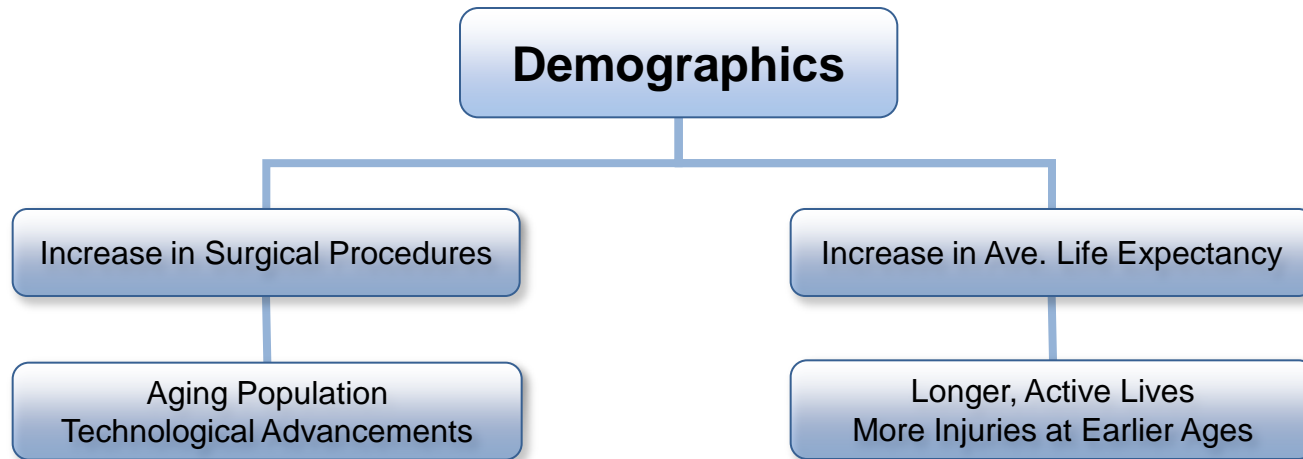 Demographics
Increase in Surgical Procedures
Increase in Ave. Life Expectancy
Aging Population
Technological Advancements
Longer, Active Lives
More Injuries at Earlier Ages